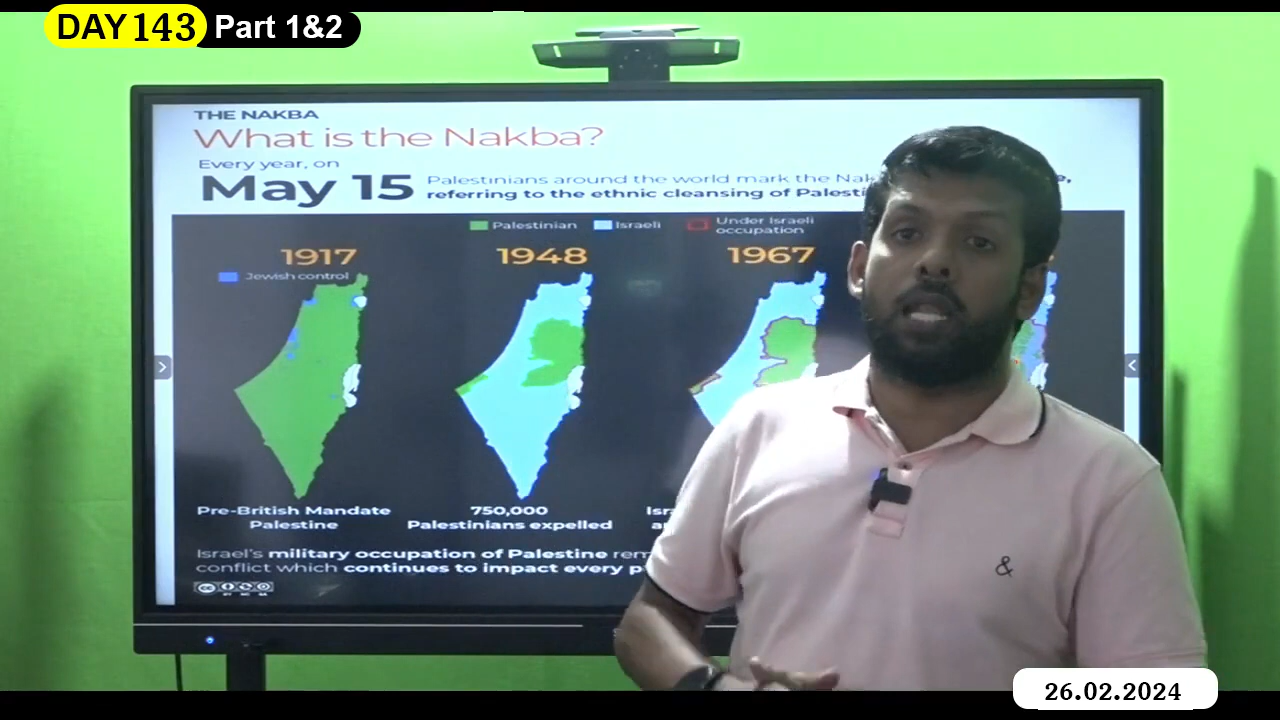 DAY 143 Part 1&2
THE NAKBA
What is the Nakba?
Every year, on
May 15
Palestinians around the world mark the
referring to the ethnic cleansing of
Palestinian
Israeli
Under Israeli
occupation
1917
1948
1967
Jewish control
Pre-British Mandate
Palestine
750,000
Palestinians expelled
Israel's military occupation of Palestine
conflict which continues to impact every
&
26.02.2024